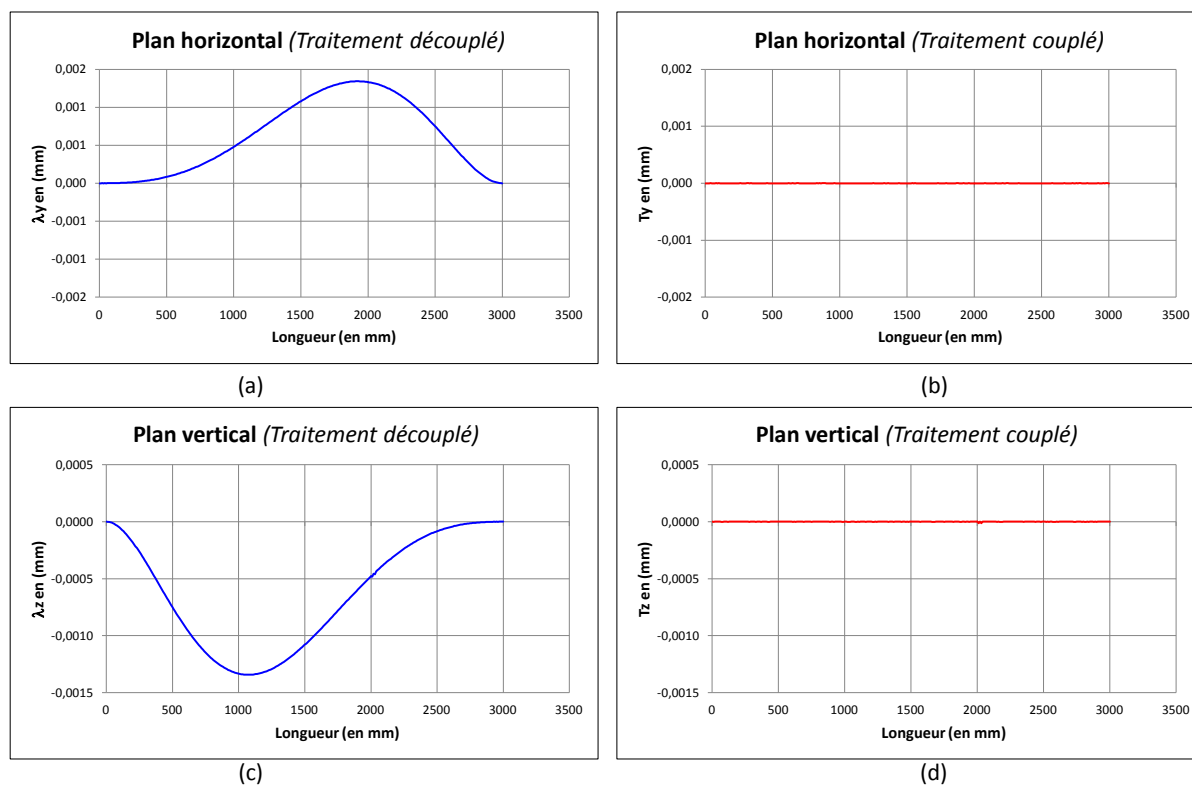 Plan horizontal (Traitement découplé)
0,002
0,001
0,001
0,000
-0,001
-0,001
-0,002
λy en (mm)
0 500 1000 1500 2000 2500 3000 3500
Longueur (en mm)
(a)
Plan horizontal (Traitement couplé)
0,002
0,001
0,000
-0,001
-0,002
Ty en (mm)
0 500 1000 1500 2000 2500 3000 3500
Longueur (en mm)
(b)
Plan vertical (Traitement découplé)
0,0005
0,0000
-0,0005
-0,0010
-0,0015
λz en (mm)
0 500 1000 1500 2000 2500 3000 3500
Longueur (en mm)
(c)
Plan vertical (Traitement couplé)
0,0005
0,0000
-0,0005
-0,0010
-0,0015
Tz en (mm)
0 500 1000 1500 2000 2500 3000 3500
Longueur (en mm)
(d)